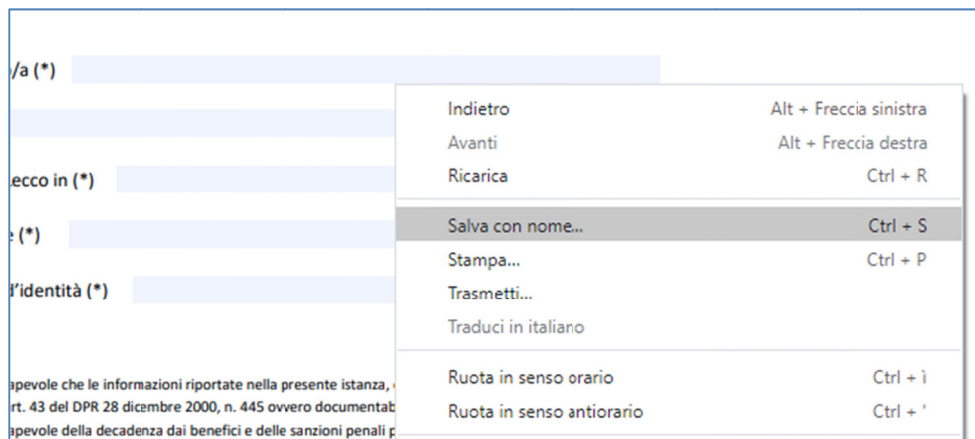 /a (*)
Indietro Alt + Freccia sinistra
Avanti Alt + Freccia destra
ecco in (*)
Ricarica Ctrl + R
e (*)
Salva con nome... Ctrl + S
Stampa... Ctrl + P
d'identità (*)
Trasmetti...
Traduci in italiano
apevole che le informazioni riportate nella presente istanza,
Ruota in senso orario Ctrl + ì
rt. 43 del DPR 28 dicembre 2000, n. 445 ovvero documentab
Ruota in senso antiorario Ctrl + '
apevole della decadenza dai benefici e delle sanzioni penali p